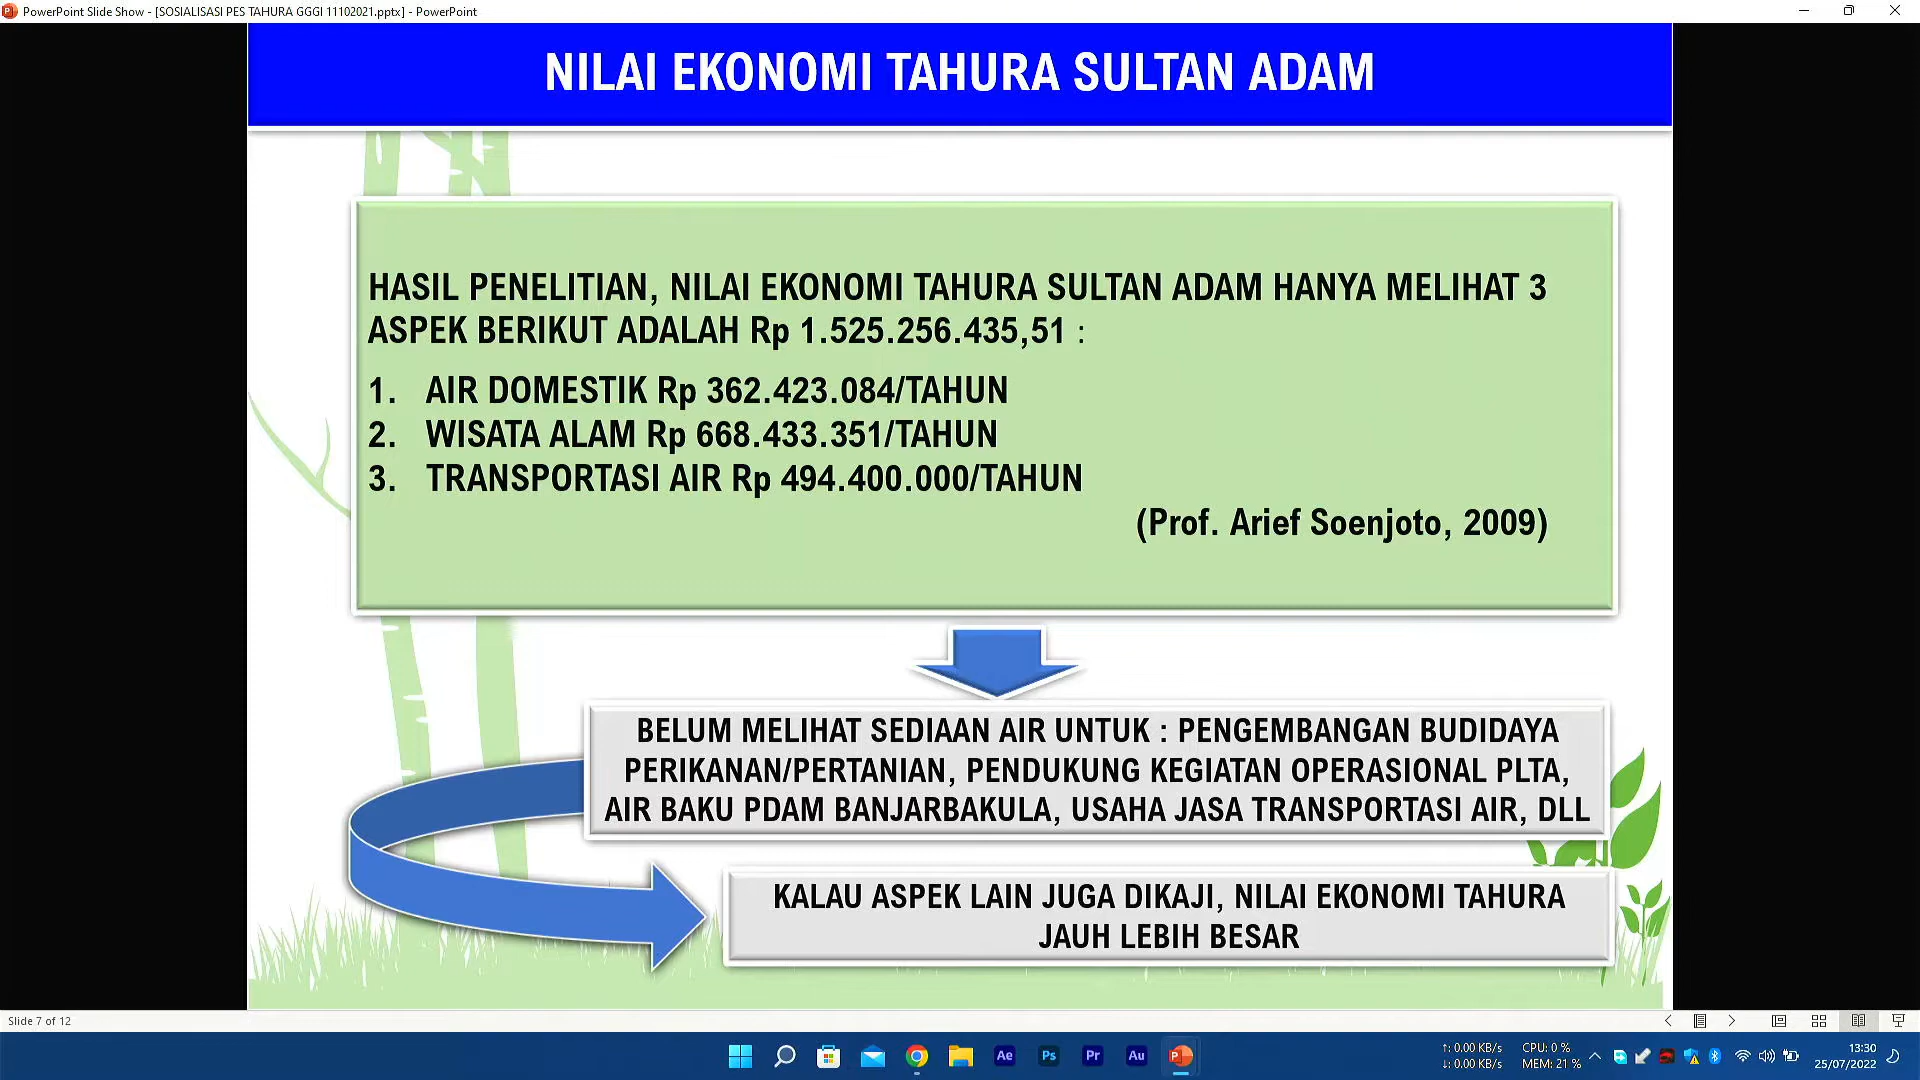 PowerPoint Slide Show - [SOSIALISASI PES TAHURA GGGI 11102021.pptx] - PowerPoint
NILAI EKONOMI TAHURA SULTAN ADAM
HASIL PENELITIAN, NILAI EKONOMI TAHURA SULTAN ADAM HANYA MELIHAT 3
ASPEK BERIKUT ADALAH Rp 1.525.256.435,51 :
1. AIR DOMESTIK Rp 362.423.084/TAHUN
2. WISATA ALAM Rp 668.433.351/TAHUN
3. TRANSPORTASI AIR Rp 494.400.000/TAHUN
(Prof. Arief Soenjoto, 2009)
BELUM MELIHAT SEDIAAN AIR UNTUK : PENGEMBANGAN BUDIDAYA
PERIKANAN/PERTANIAN, PENDUKUNG KEGIATAN OPERASIONAL PLTA,
AIR BAKU PDAM BANJARBAKULA, USAHA JASA TRANSPORTASI AIR, DLL
KALAU ASPEK LAIN JUGA DIKAJI, NILAI EKONOMI TAHURA
JAUH LEBIH BESAR
Slide 7 of 12
Ae Ps Pr Au P
↑: 0.00 KB/s CPU: 0 % 13:30
↓: 0.00 KB/s MEM: 21 % 25/07/2022